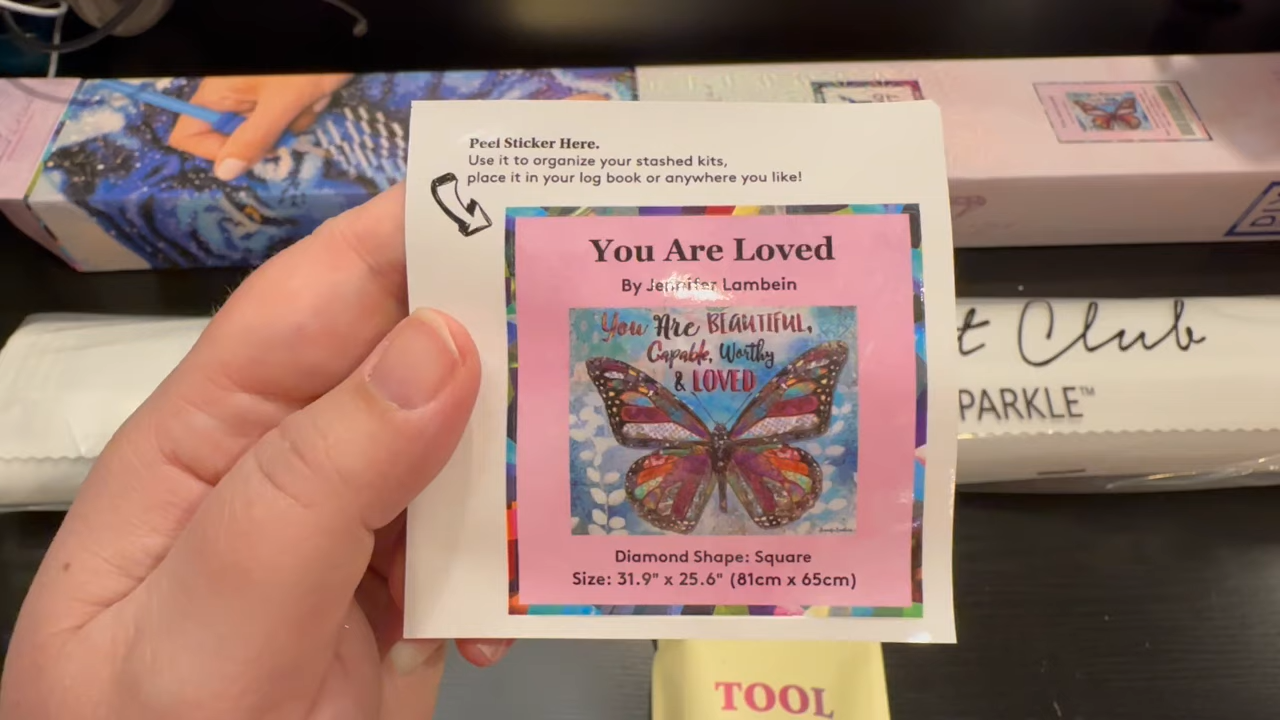 Peel Sticker Here.
Use it to organize your stashed kits,
place it in your log book or anywhere you like!
You Are Loved
By Jennifer Lambein
You Are BEAUTIFUL,
Capable, Worthy
& LOVED
Diamond Shape: Square
Size: 31.9" x 25.6" (81cm x 65cm)
t Club
PARKLE™
TOOL